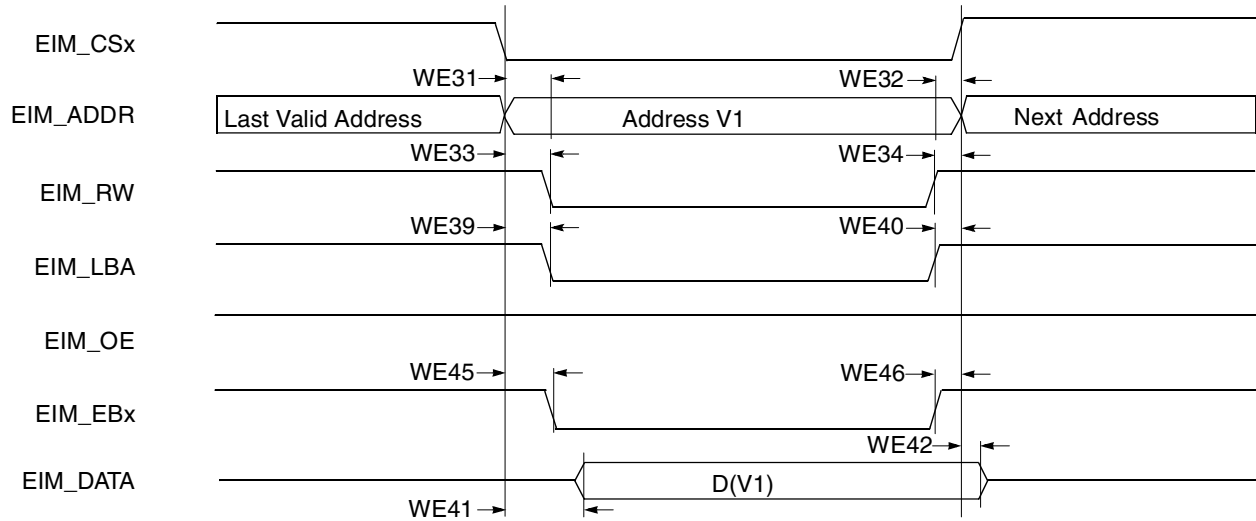 EIM_CSx
WE31
WE32
EIM_ADDR
Last Valid Address
Address V1
Next Address
WE33
WE34
EIM_RW
WE39
WE40
EIM_LBA
EIM_OE
WE45
WE46
EIM_EBx
WE42
EIM_DATA
D(V1)
WE41